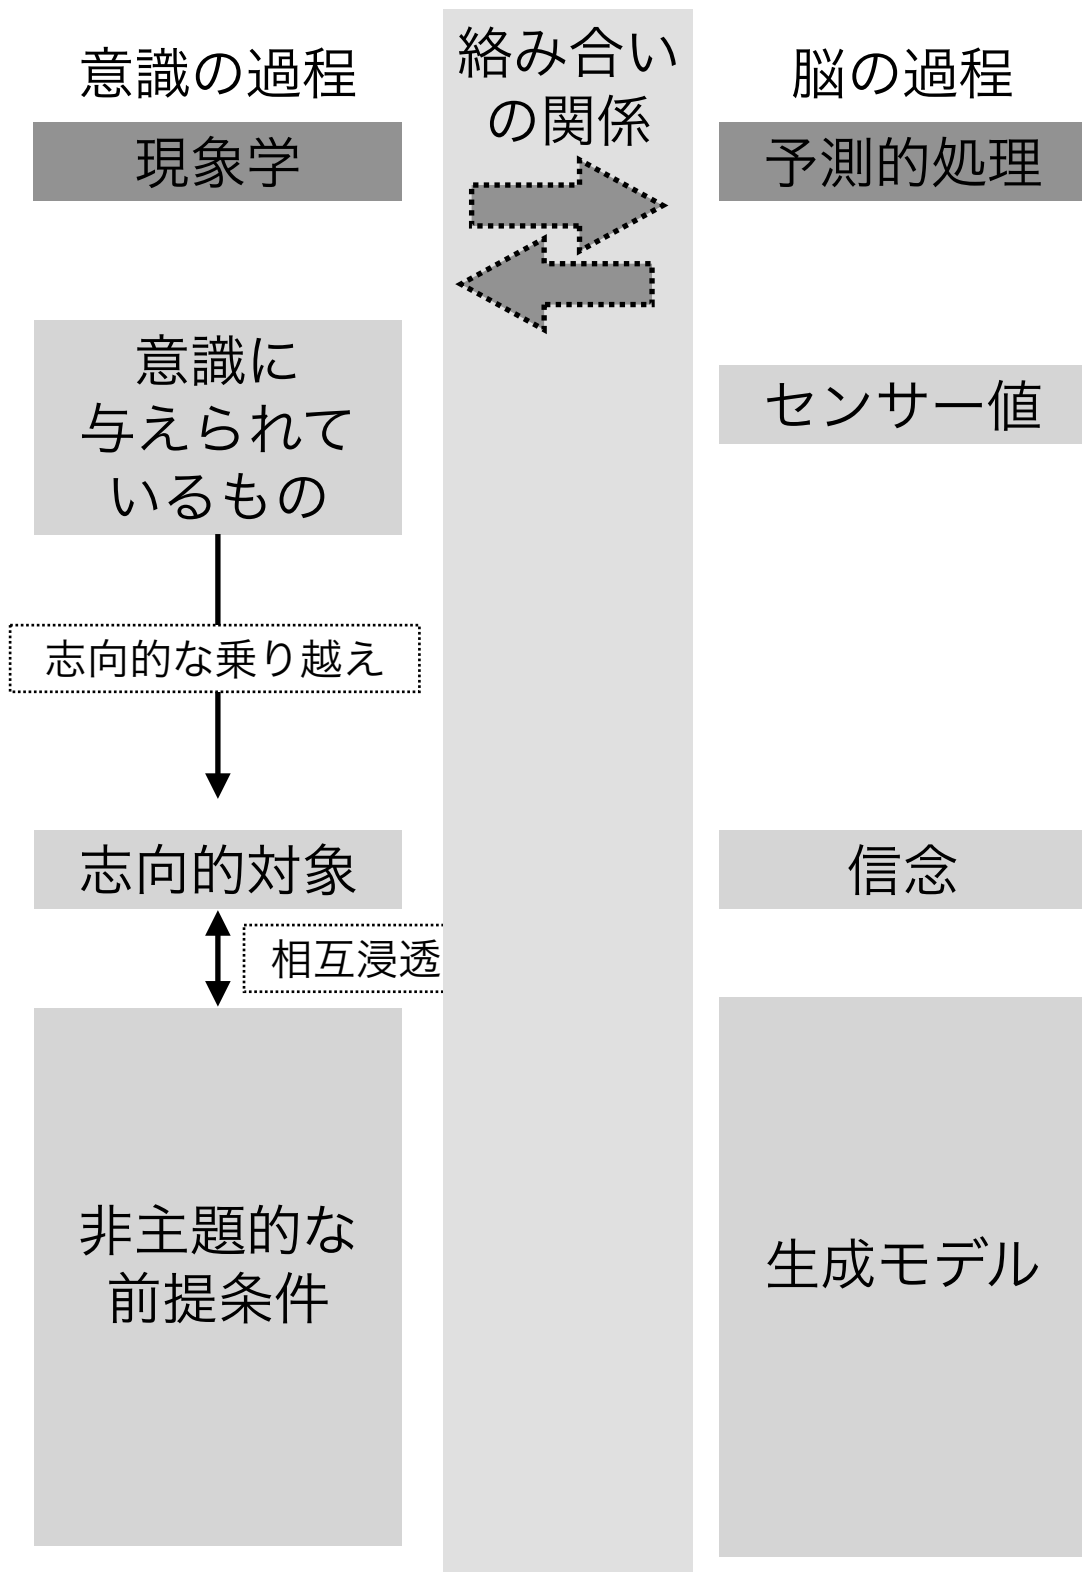 意識の過程
現象学
意識に
与えられて
いるもの
志向的な乗り越え
志向的対象
相互浸透
非主題的な
前提条件
絡み合い
の関係
脳の過程
予測的処理
センサー値
信念
生成モデル